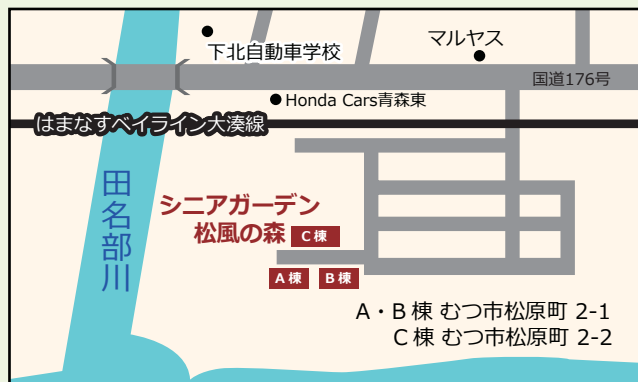 下北自動車学校
マルヤス
国道176号
Honda Cars青森東
はまなすベイライン大湊線
田名部川
シニアガーデン
松風の森 C棟
A棟 B棟
A・B棟 むつ市松原町 2-1
C棟 むつ市松原町 2-2